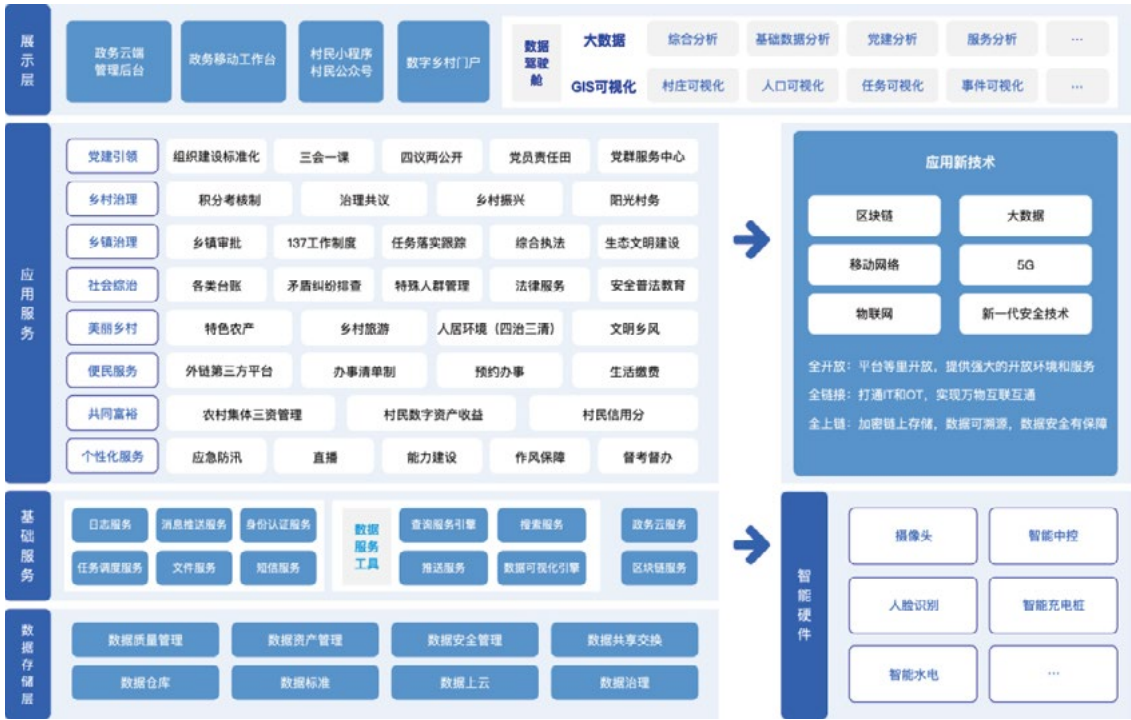 展示层
政务云端
管理后台
政务移动工作台
村民小程序
村民公众号
数字乡村门户
数据
驾驶
舱
大数据 综合分析 基础数据分析 党建分析 服务分析 ...
GIS可视化 村庄可视化 人口可视化 任务可视化 事件可视化 ...
应用服务
党建引领 组织建设标准化 三会一课 四议两公开 党员责任田 党群服务中心
乡村治理 积分考核制 治理共议 乡村振兴 阳光村务
乡镇治理 乡镇审批 137工作制度 任务落实跟踪 综合执法 生态文明建设
社会综治 各类台账 矛盾纠纷排查 特殊人群管理 法律服务 安全普法教育
美丽乡村 特色农产 乡村旅游 人居环境（四治三清） 文明乡风
便民服务 外链第三方平台 办事清单制 预约办事 生活缴费
共同富裕 农村集体三资管理 村民数字资产收益 村民信用分
个性化服务 应急防汛 直播 能力建设 作风保障 督考督办
应用新技术
区块链 大数据
移动网络 5G
物联网 新一代安全技术
全开放：平台等里开放，提供强大的开放环境和服务
全链接：打通IT和OT，实现万物互联互通
全上链：加密链上存储，数据可溯源，数据安全有保障
基础服务
日志服务 消息推送服务 身份认证服务
任务调度服务 文件服务 短信服务
数据
服务
工具
查询服务引擎 搜索服务
推送服务 数据可视化引擎
政务云服务
区块链服务
数据存储层
数据质量管理 数据资产管理 数据安全管理 数据共享交换
数据仓库 数据标准 数据上云 数据治理
智能硬件
摄像头 智能中控
人脸识别 智能充电桩
智能水电 ...